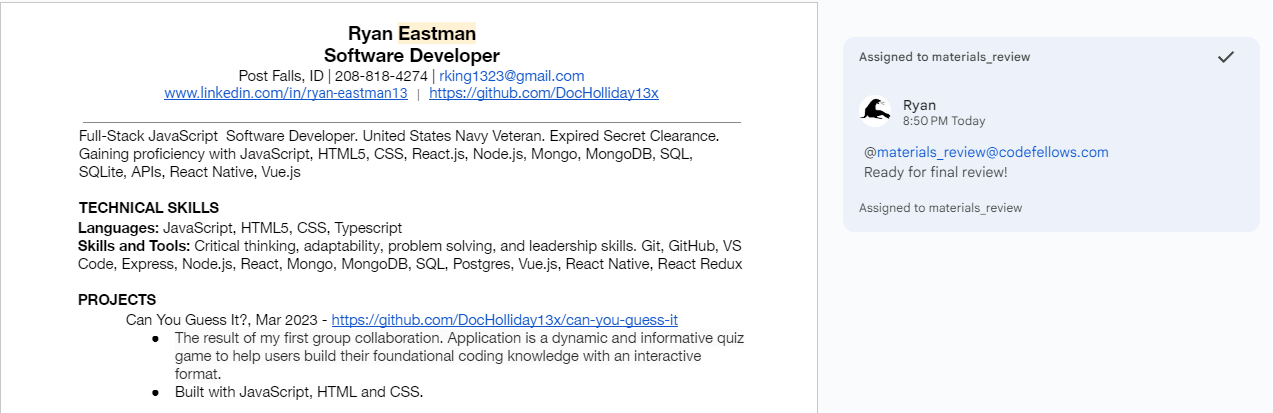 Ryan Eastman
Software Developer
Post Falls, ID | 208-818-4274 | rking1323@gmail.com
www.linkedin.com/in/ryan-eastman13 | https://github.com/DocHolliday13x
Full-Stack JavaScript  Software Developer. United States Navy Veteran. Expired Secret Clearance.
Gaining proficiency with JavaScript, HTML5, CSS, React.js, Node.js, Mongo, MongoDB, SQL,
SQLite, APIs, React Native, Vue.js
TECHNICAL SKILLS
Languages: JavaScript, HTML5, CSS, Typescript
Skills and Tools: Critical thinking, adaptability, problem solving, and leadership skills. Git, GitHub, VS
Code, Express, Node.js, React, Mongo, MongoDB, SQL, Postgres, Vue.js, React Native, React Redux
PROJECTS
Can You Guess It?, Mar 2023 - https://github.com/DocHolliday13x/can-you-guess-it
● The result of my first group collaboration. Application is a dynamic and informative quiz
game to help users build their foundational coding knowledge with an interactive
format.
● Built with JavaScript, HTML and CSS.
Assigned to materials_review
Ryan
8:50 PM Today
@materials_review@codefellows.com
Ready for final review!
Assigned to materials_review